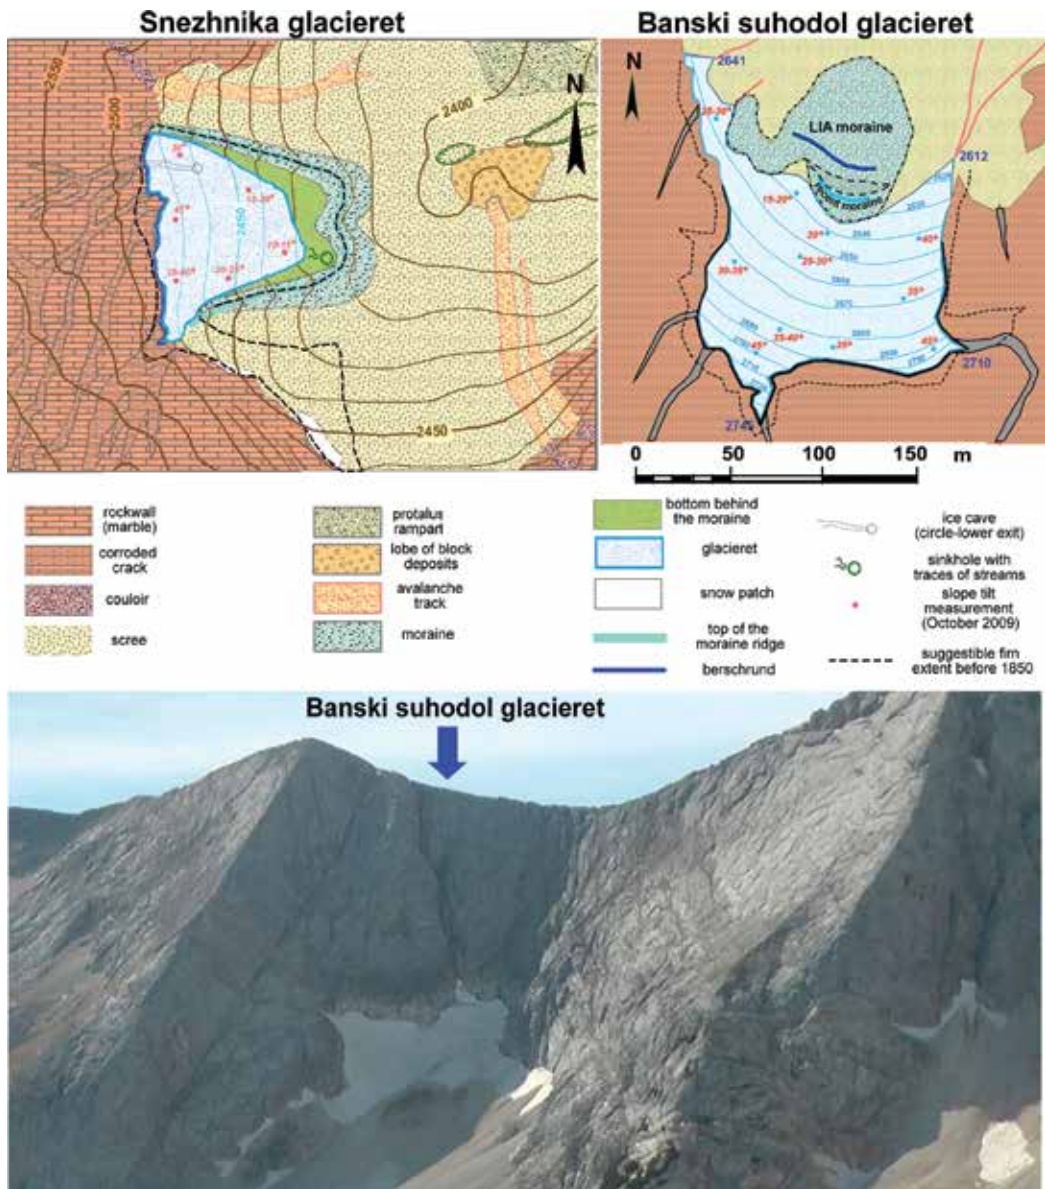 Snezhnika glacieret
Banski suhodol glacieret
2550
2500
2400
N
2450
2450
N
2641
LIA moraine
2612
2710
0 50 100 150 m
rockwall
(marble)
corroded
crack
couloir
scree
protalus
rampart
lobe of block
deposits
avalanche
track
moraine
bottom behind
the moraine
glacieret
snow patch
top of the
moraine ridge
berschrund
ice cave
(circle-lower exit)
sinkhole with
traces of streams
slope tilt
measurement
(October 2009)
suggestible firn
extent before 1850
Banski suhodol glacieret